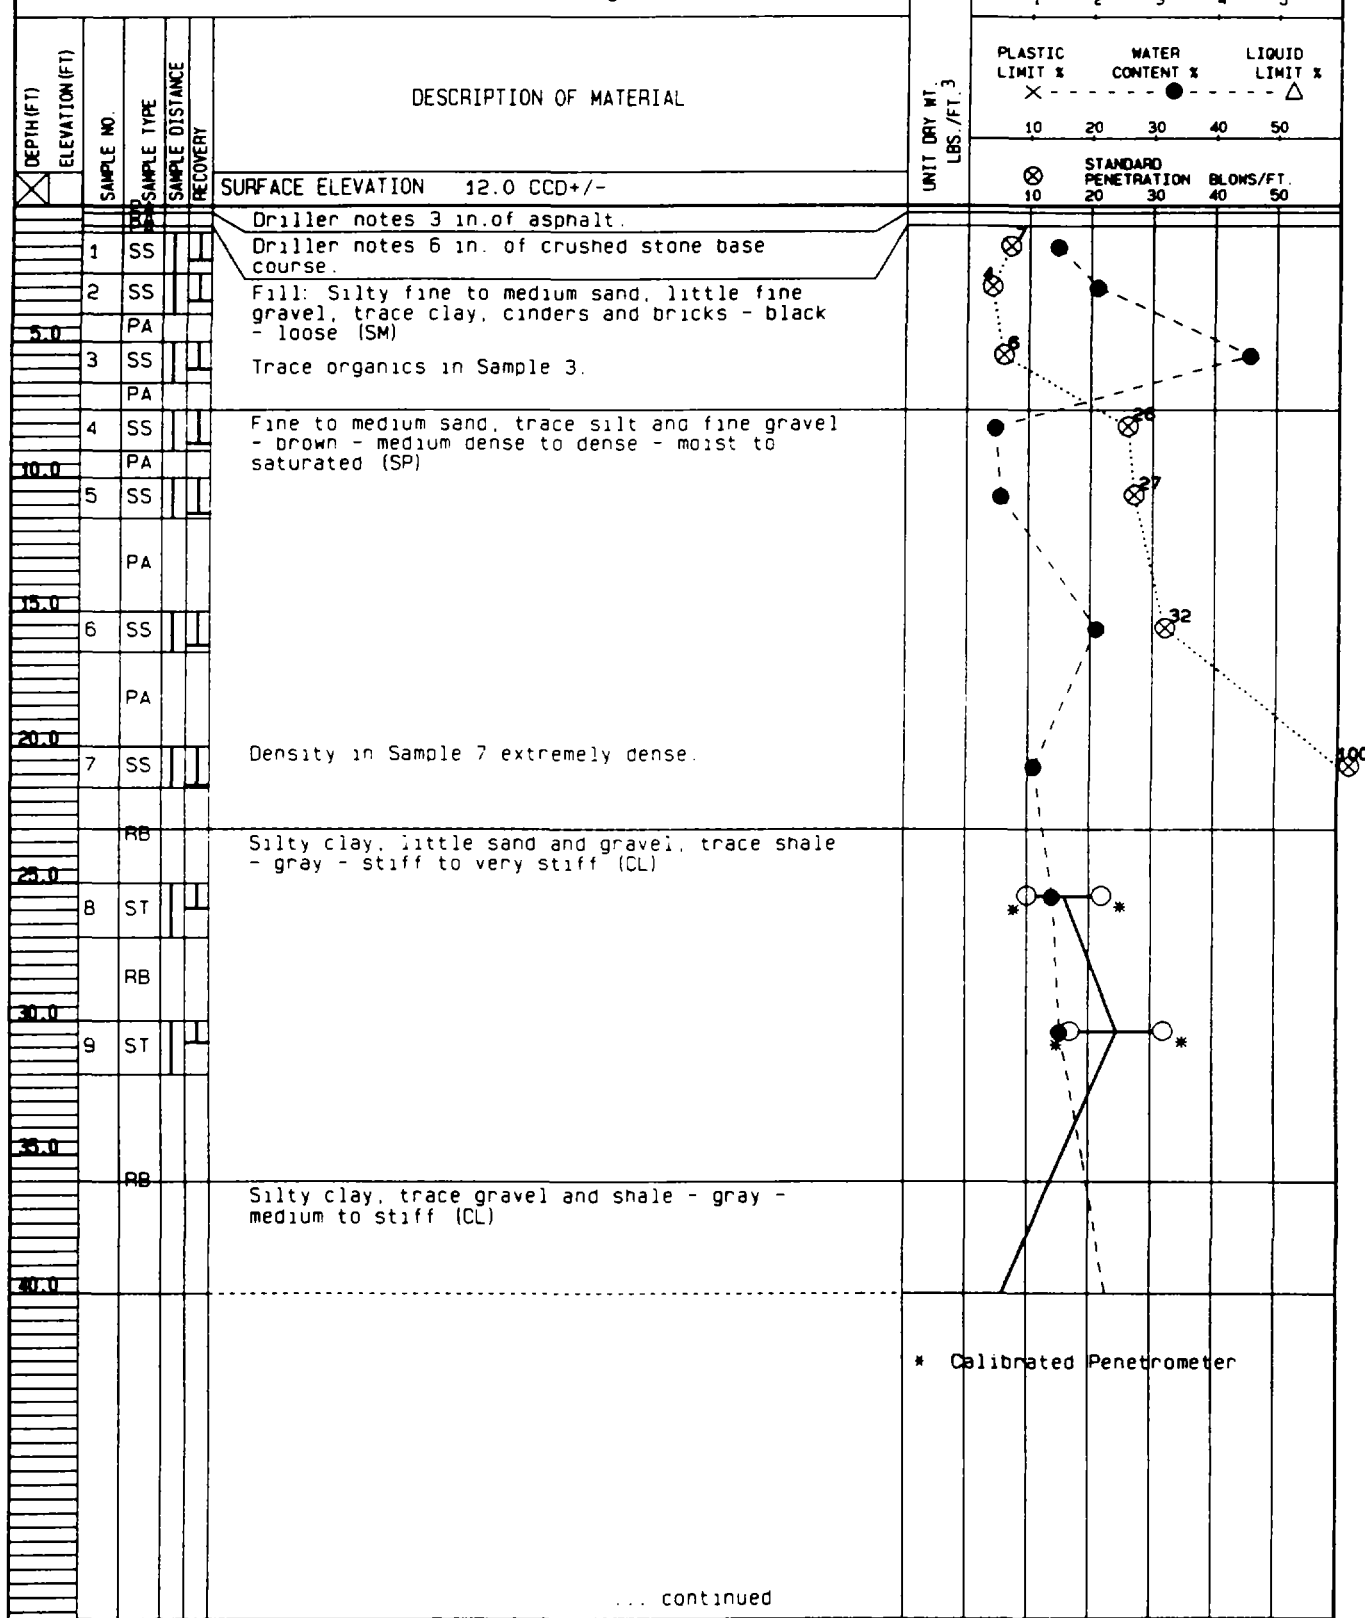 1 2 3 4 5
PLASTIC WATER LIQUID
LIMIT % CONTENT % LIMIT %
10 20 30 40 50
STANDARD
PENETRATION BLOWS/FT.
10 20 30 40 50
DEPTH(FT)
ELEVATION(FT)
SAMPLE NO.
SAMPLE TYPE
SAMPLE DISTANCE
RECOVERY
DESCRIPTION OF MATERIAL
UNIT DRY WT.
LBS./FT.3
SURFACE ELEVATION 12.0 CCD+/-
PA
Driller notes 3 in.of asphalt.
1 SS
Driller notes 6 in. of crushed stone base
course.
7
2 SS
4
Fill: Silty fine to medium sand, little fine
gravel, trace clay, cinders and bricks - black
- loose (SM)
5.0
PA
3 SS
6
Trace organics in Sample 3.
PA
4 SS
26
Fine to medium sand, trace silt and fine gravel
- brown - medium dense to dense - moist to
saturated (SP)
10.0
PA
5 SS
27
PA
15.0
6 SS
32
PA
20.0
7 SS
Density in Sample 7 extremely dense.
100
RB
Silty clay, little sand and gravel, trace shale
- gray - stiff to very stiff (CL)
25.0
8 ST
* *
RB
30.0
9 ST
* *
35.0
RB
Silty clay, trace gravel and shale - gray -
medium to stiff (CL)
40.0
* Calibrated Penetrometer
... continued